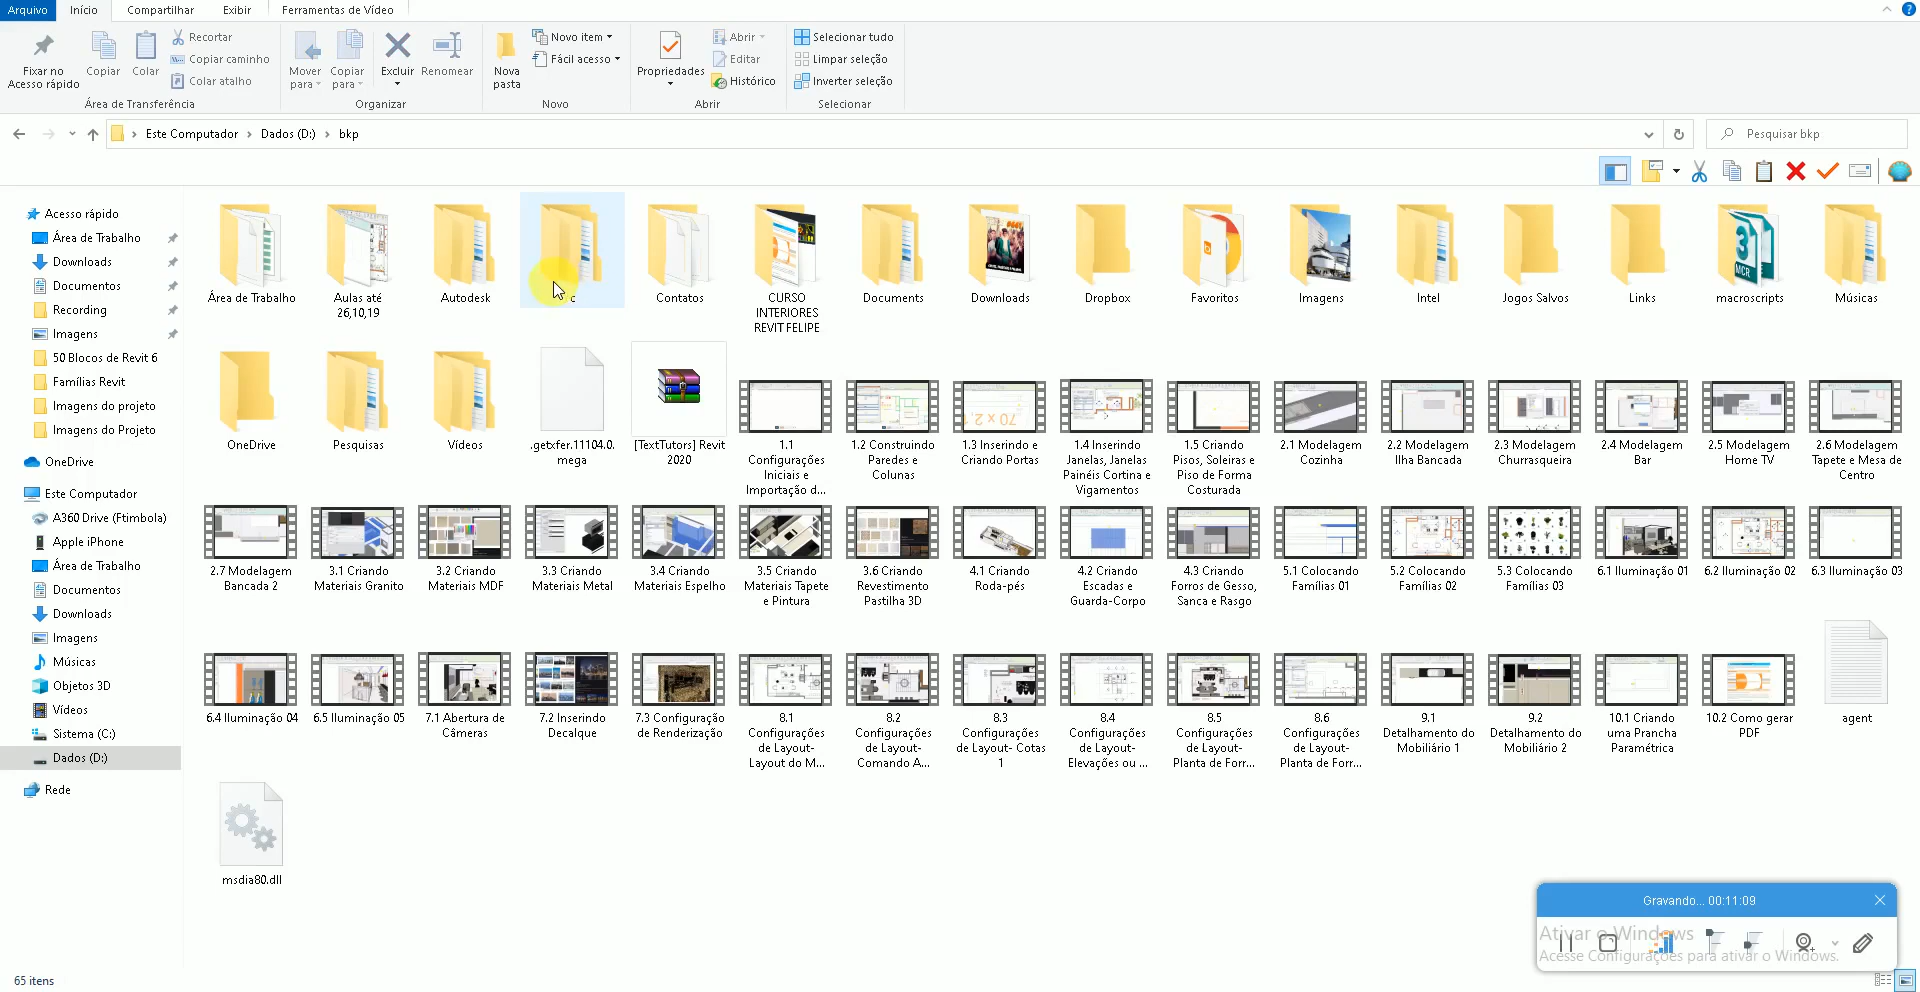 Arquivo Início Compartilhar Exibir Ferramentas de Vídeo
Fixar no Acesso rápido
Copiar
Colar
Recortar
Copiar caminho
Colar atalho
Área de Transferência
Mover para
Copiar para
Excluir
Renomear
Organizar
Nova pasta
Novo item
Fácil acesso
Novo
Propriedades
Abrir
Editar
Histórico
Abrir
Selecionar tudo
Limpar seleção
Inverter seleção
Selecionar
Este Computador > Dados (D:) > bkp
Pesquisar bkp
Acesso rápido
Área de Trabalho
Downloads
Documentos
Recording
Imagens
50 Blocos de Revit 6
Famílias Revit
Imagens do projeto
Imagens do Projeto
OneDrive
Este Computador
A360 Drive (Ftimbola)
Apple iPhone
Área de Trabalho
Documentos
Downloads
Imagens
Músicas
Objetos 3D
Vídeos
Sistema (C:)
Dados (D:)
Rede
Área de Trabalho
Aulas até 26,10,19
Autodesk
c
Contatos
CURSO INTERIORES REVIT FELIPE
Documents
Downloads
Dropbox
Favoritos
Imagens
Intel
Jogos Salvos
Links
macroscripts
Músicas
OneDrive
Pesquisas
Vídeos
.getxfer.11104.0.mega
[TextTutors] Revit 2020
1.1 Configurações Iniciais e Importação d...
1.2 Construindo Paredes e Colunas
1.3 Inserindo e Criando Portas
1.4 Inserindo Janelas, Janelas Painéis Cortina e Vigamentos
1.5 Criando Pisos, Soleiras e Piso de Forma Costurada
2.1 Modelagem Cozinha
2.2 Modelagem Ilha Bancada
2.3 Modelagem Churrasqueira
2.4 Modelagem Bar
2.5 Modelagem Home TV
2.6 Modelagem Tapete e Mesa de Centro
2.7 Modelagem Bancada 2
3.1 Criando Materiais Granito
3.2 Criando Materiais MDF
3.3 Criando Materiais Metal
3.4 Criando Materiais Espelho
3.5 Criando Materiais Tapete e Pintura
3.6 Criando Revestimento Pastilha 3D
4.1 Criando Roda-pés
4.2 Criando Escadas e Guarda-Corpo
4.3 Criando Forros de Gesso, Sanca e Rasgo
5.1 Colocando Famílias 01
5.2 Colocando Famílias 02
5.3 Colocando Famílias 03
6.1 Iluminação 01
6.2 Iluminação 02
6.3 Iluminação 03
6.4 Iluminação 04
6.5 Iluminação 05
7.1 Abertura de Câmeras
7.2 Inserindo Decalque
7.3 Configuração de Renderização
8.1 Configurações de Layout- Layout do M...
8.2 Configurações de Layout- Comando A...
8.3 Configurações de Layout- Cotas 1
8.4 Configurações de Layout- Elevações ou ...
8.5 Configurações de Layout- Planta de Forr...
8.6 Configurações de Layout- Planta de Forr...
9.1 Detalhamento do Mobiliário 1
9.2 Detalhamento do Mobiliário 2
10.1 Criando uma Prancha Paramétrica
10.2 Como gerar PDF
agent
msdia80.dll
Gravando... 00:11:09
Ativar o Windows
Acesse Configurações para ativar o Windows.
65 itens